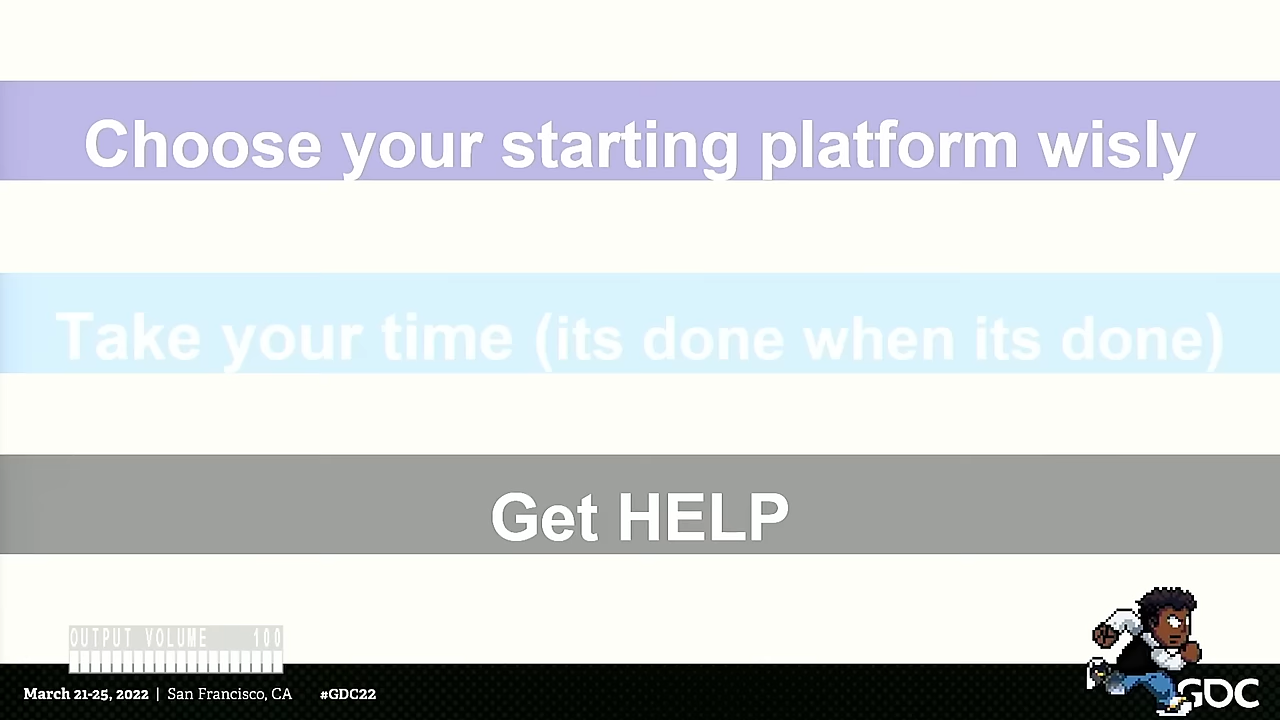 Choose your starting platform wisly
Take your time (its done when its done)
Get HELP
OUTPUT VOLUME 100
March 21-25, 2022 | San Francisco, CA #GDC22
GDC